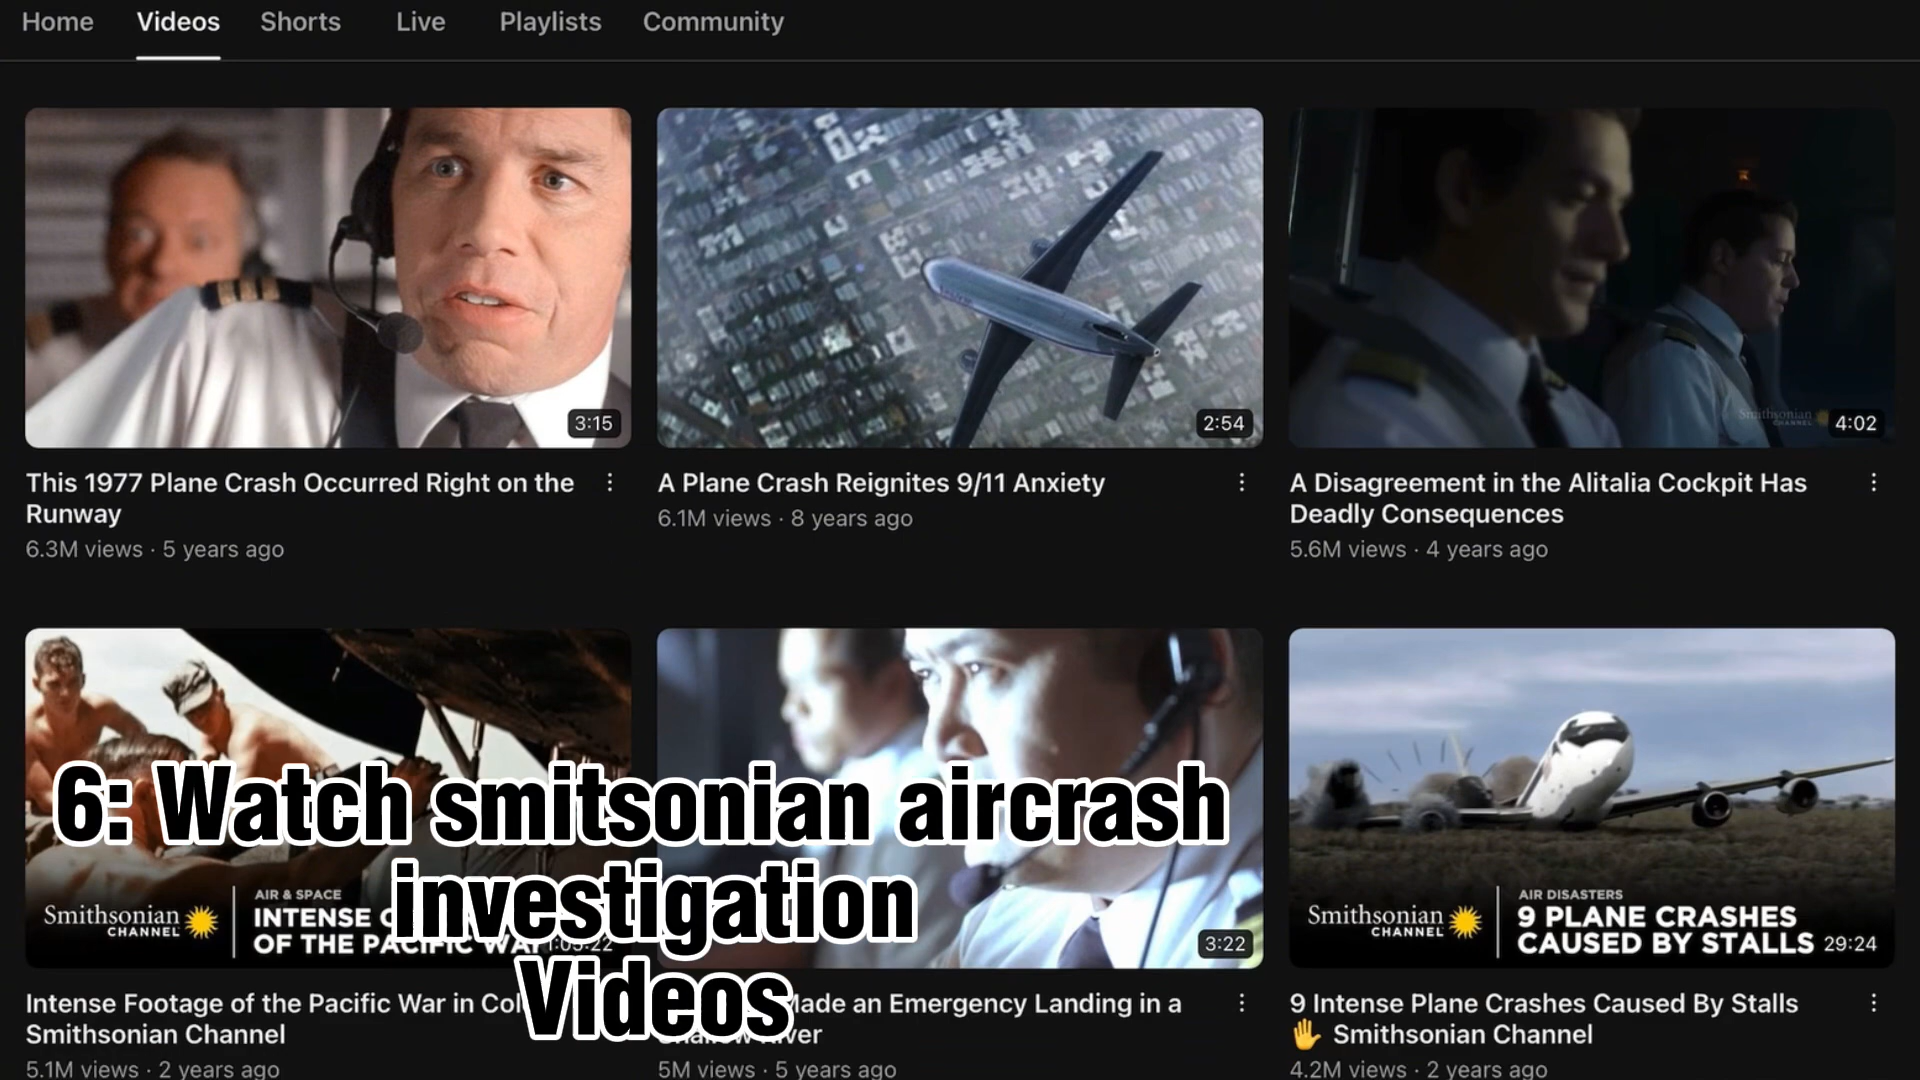 Home Videos Shorts Live Playlists Community
3:15
2:54
Smithsonian
CHANNEL
4:02
This 1977 Plane Crash Occurred Right on the
Runway
6.3M views · 5 years ago
A Plane Crash Reignites 9/11 Anxiety
6.1M views · 8 years ago
A Disagreement in the Alitalia Cockpit Has
Deadly Consequences
5.6M views · 4 years ago
6: Watch smitsonian aircrash
investigation
Videos
Smithsonian
CHANNEL
AIR & SPACE
INTENSE
OF THE PACIFIC WAR
3:22
Smithsonian
CHANNEL
AIR DISASTERS
9 PLANE CRASHES
CAUSED BY STALLS
29:24
Intense Footage of the Pacific War in
Smithsonian Channel
5.1M views · 2 years ago
Made an Emergency Landing in a
5M views · 5 years ago
9 Intense Plane Crashes Caused By Stalls
🖐 Smithsonian Channel
4.2M views · 2 years ago